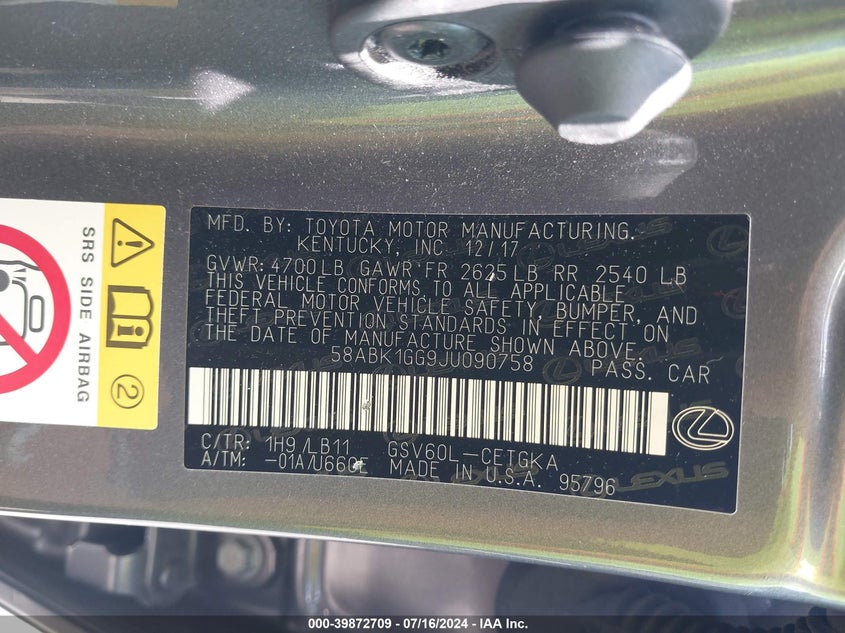 SRS SIDE AIRBAG
2
MFD. BY: TOYOTA MOTOR MANUFACTURING,
KENTUCKY, INC 12/17
GVWR: 4700 LB GAWR FR 2625 LB RR 2540 LB
THIS VEHICLE CONFORMS TO ALL APPLICABLE
FEDERAL MOTOR VEHICLE SAFETY, BUMPER, AND
THEFT PREVENTION STANDARDS IN EFFECT ON
THE DATE OF MANUFACTURE SHOWN ABOVE.
58ABK1GG9JU090758 PASS. CAR
C/TR: 1H9 /LB11 GSV60L-CETGKA
A/TM: -01A/U660E MADE IN U.S.A. 95796
LEXUS
000-39872709 / 07/16/2024 / IAA Inc.